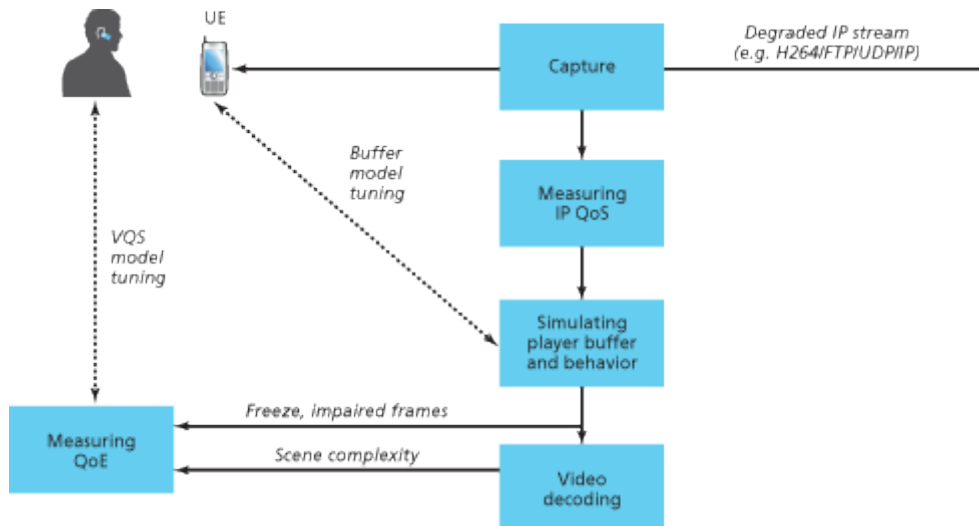 UE
Degraded IP stream
(e.g. H264/FTP/UDP/IP)
Capture
Buffer
model
tuning
Measuring
IP QoS
VQS
model
tuning
Simulating
player buffer
and behavior
Freeze, impaired frames
Measuring
QoE
Scene complexity
Video
decoding